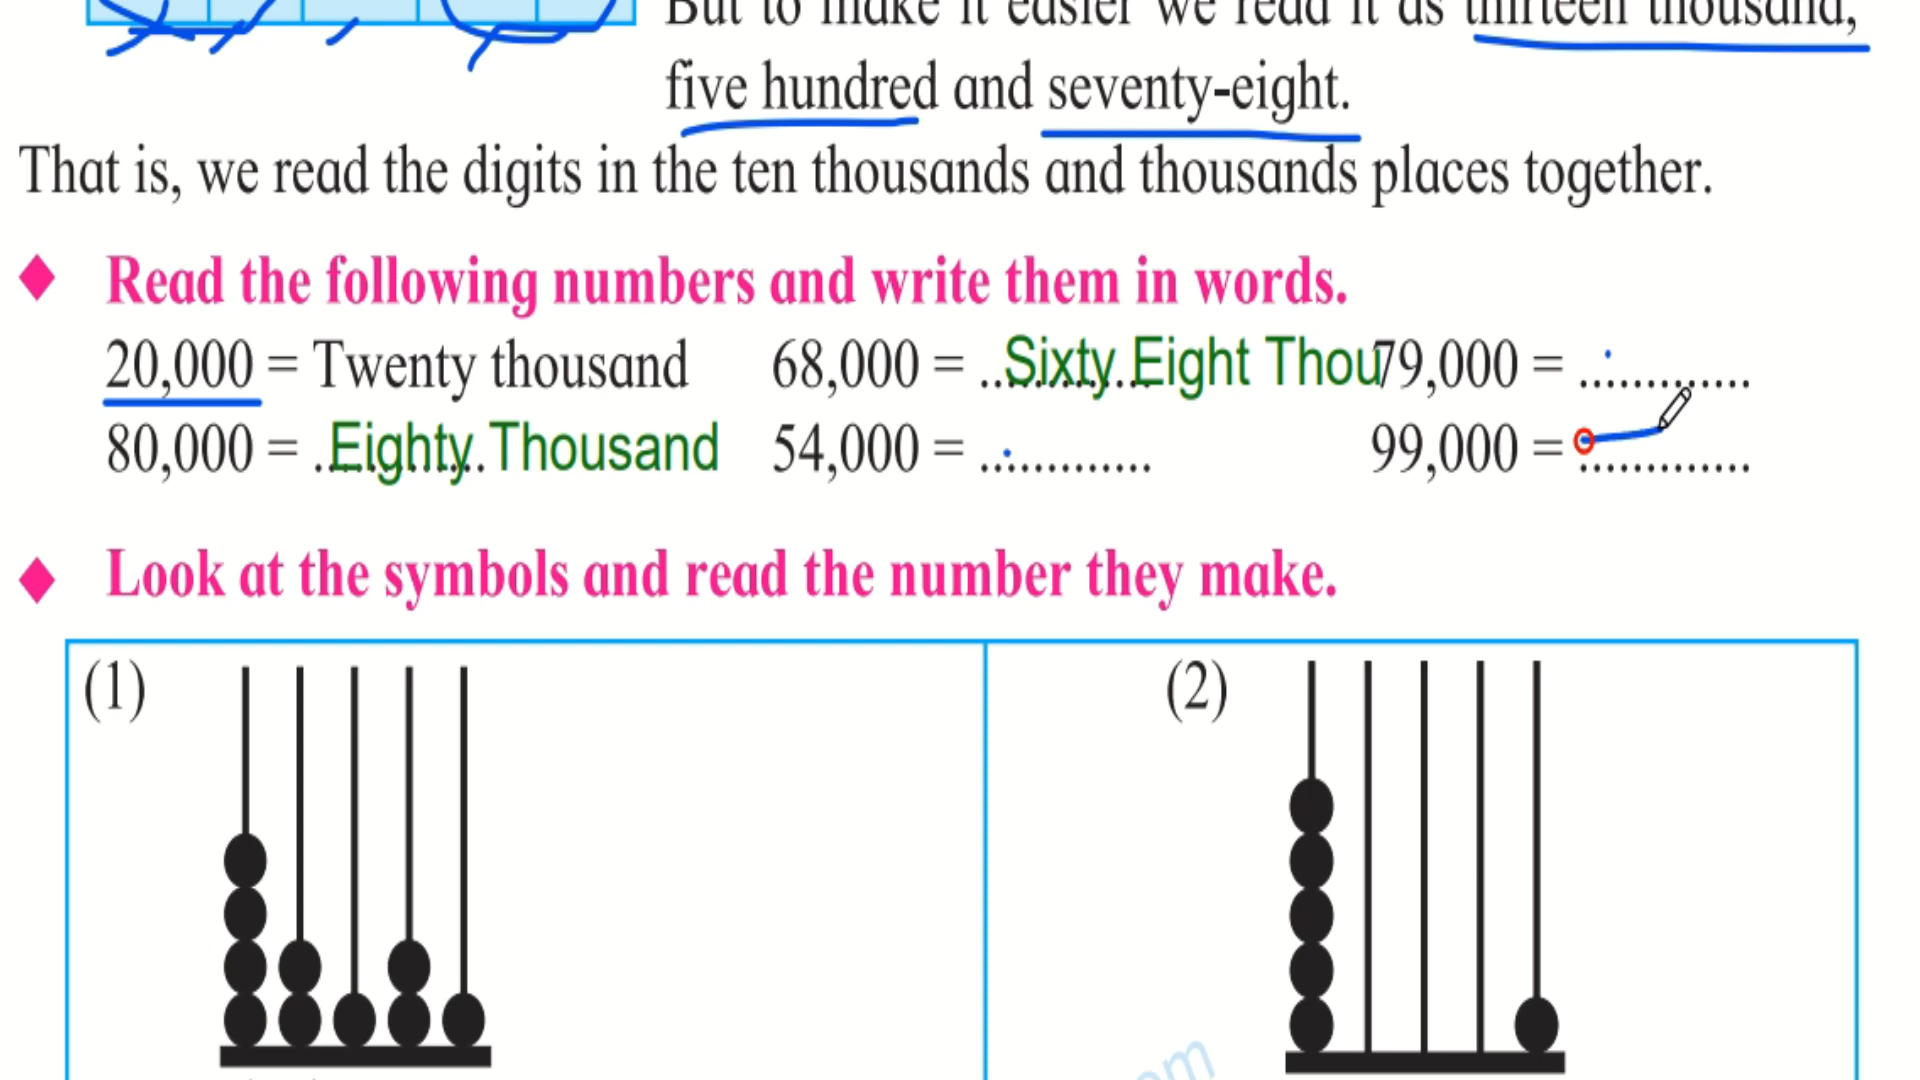 But to make it easier we read it as thirteen thousand,
five hundred and seventy-eight.
That is, we read the digits in the ten thousands and thousands places together.
Read the following numbers and write them in words.
20,000 = Twenty thousand 68,000 = .............Sixty Eight Thou 79,000 = .............
80,000 = .............Eighty Thousand 54,000 = ............. 99,000 = .............
Look at the symbols and read the number they make.
(1) (2)